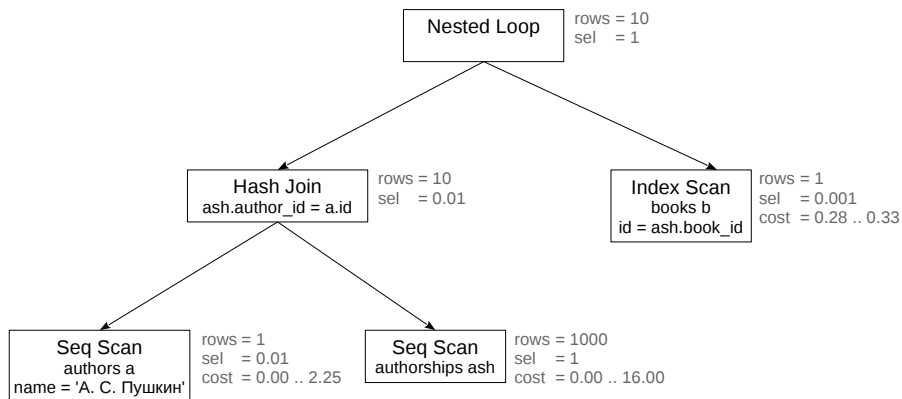 Nested Loop
rows = 10
sel = 1
Hash Join
ash.author_id = a.id
rows = 10
sel = 0.01
Index Scan
books b
id = ash.book_id
rows = 1
sel = 0.001
cost = 0.28 .. 0.33
Seq Scan
authors a
name = 'А. С. Пушкин'
rows = 1
sel = 0.01
cost = 0.00 .. 2.25
Seq Scan
authorships ash
rows = 1000
sel = 1
cost = 0.00 .. 16.00